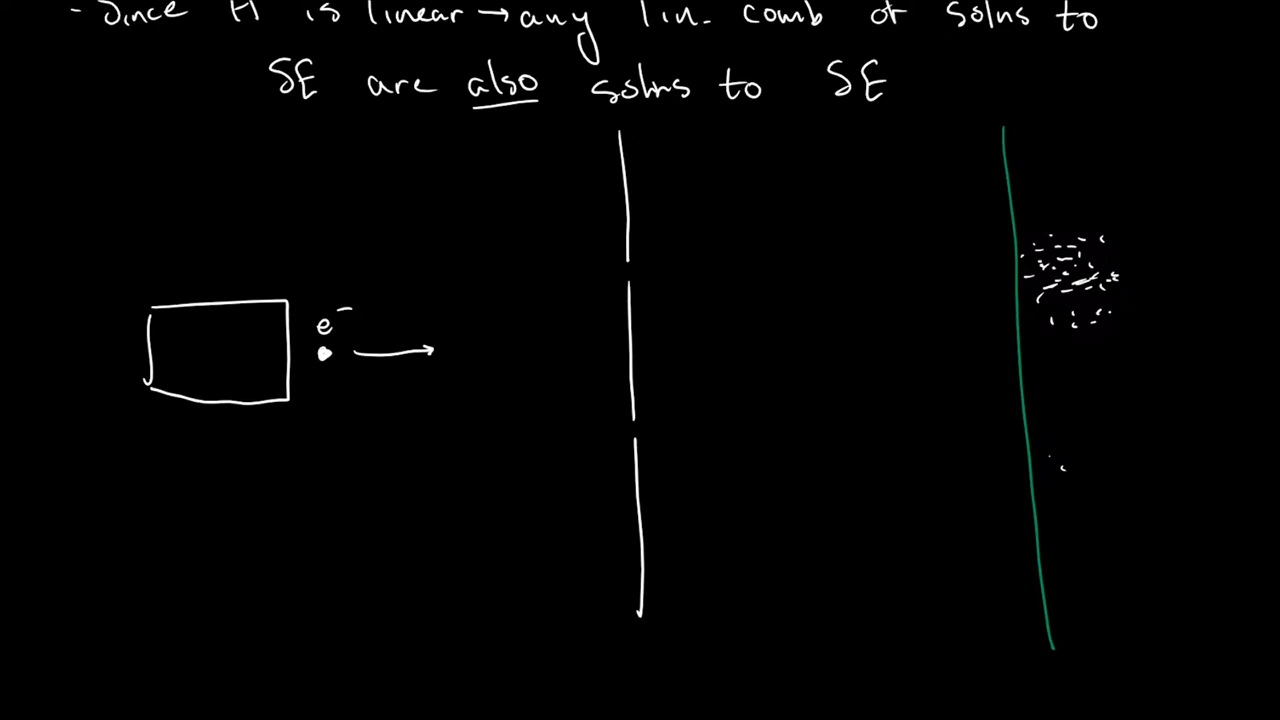 - Since H is linear → any lin. comb of solns to
SE are also solns to SE
e⁻